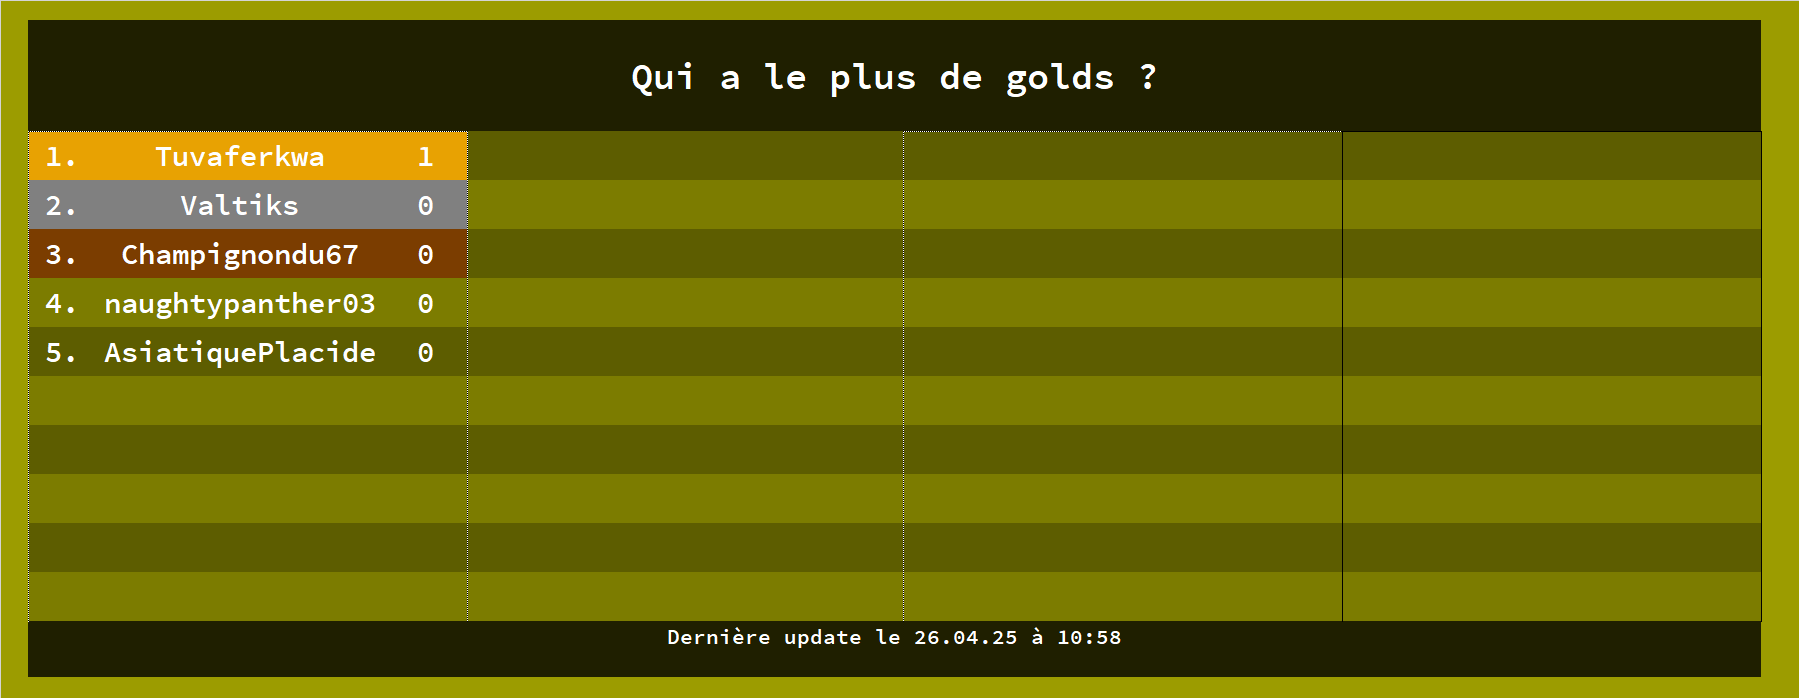 Qui a le plus de golds ?
1. Tuvaferkwa 1
2. Valtiks 0
3. Champignondu67 0
4. naughtypanther03 0
5. AsiatiquePlacide 0
Dernière update le 26.04.25 à 10:58